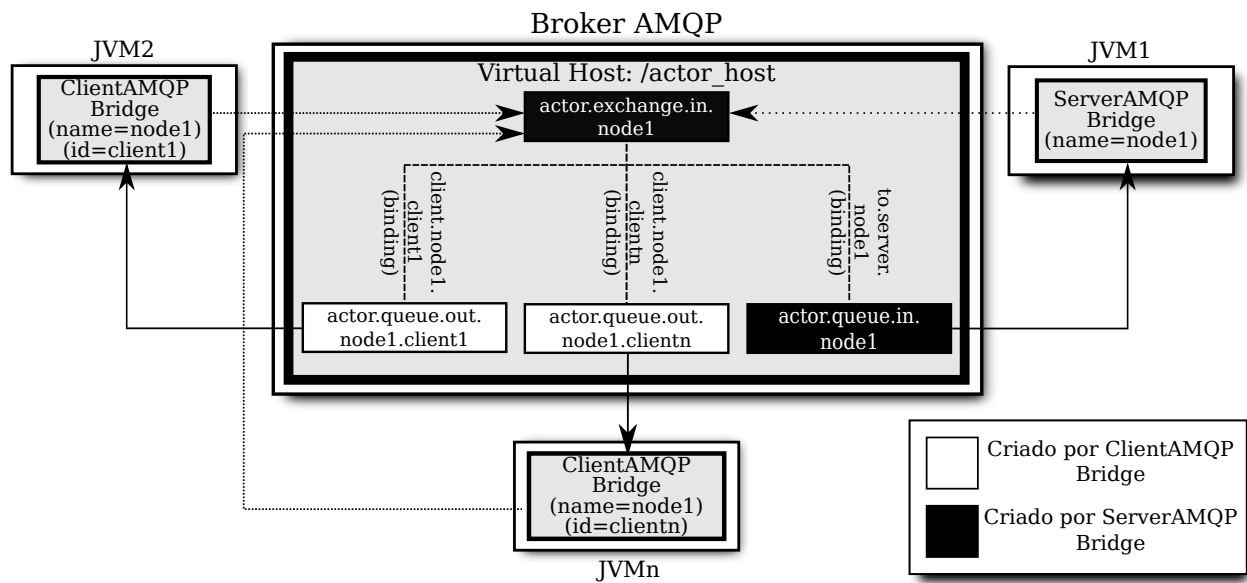 Broker AMQP
JVM2
ClientAMQP
Bridge
(name=node1)
(id=client1)
Virtual Host: /actor_host
actor.exchange.in.
node1
JVM1
ServerAMQP
Bridge
(name=node1)
client.node1.
client1
(binding)
client.node1.
clientn
(binding)
to.server.
node1
(binding)
actor.queue.out.
node1.client1
actor.queue.out.
node1.clientn
actor.queue.in.
node1
ClientAMQP
Bridge
(name=node1)
(id=clientn)
JVMn
Criado por ClientAMQP
Bridge
Criado por ServerAMQP
Bridge